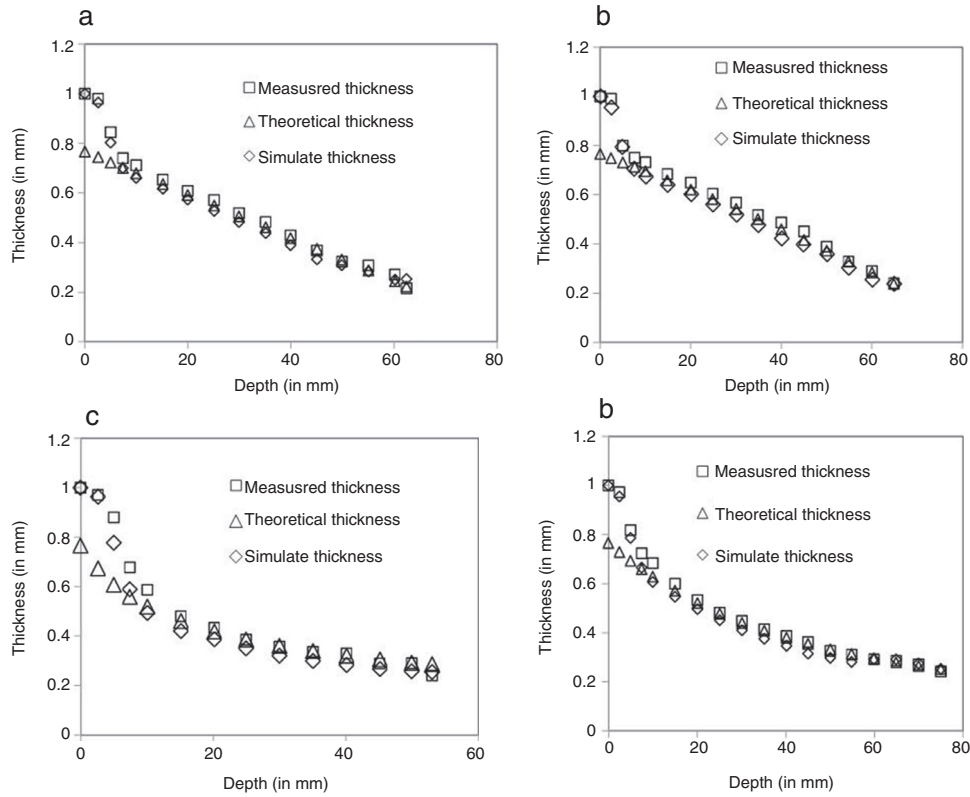 a
1.2
1
0.8
0.6
0.4
0.2
0
Thickness (in mm)
Measusred thickness
Theoretical thickness
Simulate thickness
0 20 40 60 80
Depth (in mm)
b
1.2
1
0.8
0.6
0.4
0.2
0
Thickness (in mm)
Measusred thickness
Theoretical thickness
Simulate thickness
0 20 40 60 80
Depth (in mm)
c
1.2
1
0.8
0.6
0.4
0.2
0
Thickness (in mm)
Measusred thickness
Theoretical thickness
Simulate thickness
0 20 40 60
Depth (in mm)
b
1.2
1
0.8
0.6
0.4
0.2
0
Thickness (in mm)
Measusred thickness
Theoretical thickness
Simulate thickness
0 20 40 60 80
Depth (in mm)